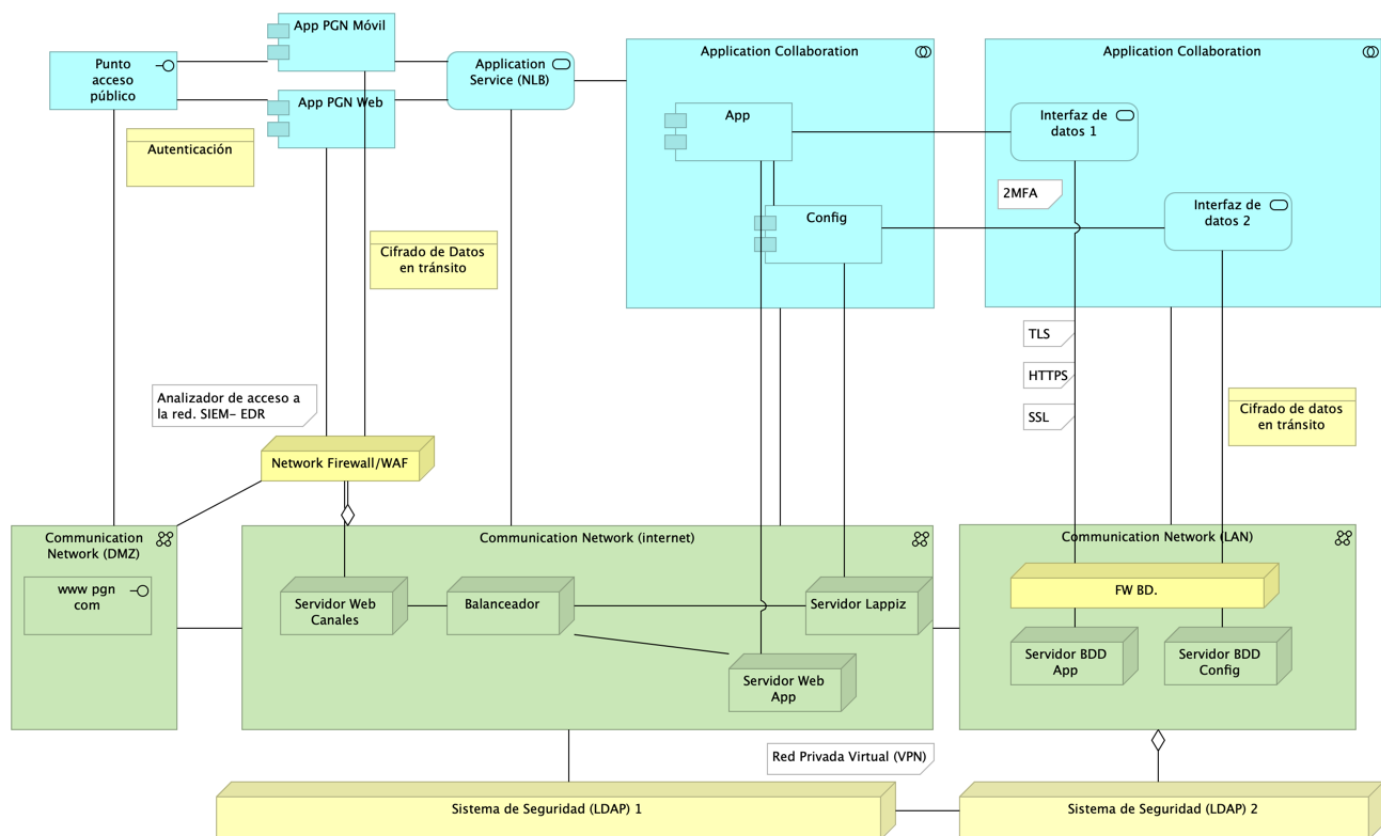 App PGN Móvil
Punto
acceso
público
Application
Service (NLB)
Application Collaboration
Application Collaboration
App PGN Web
App
Interfaz de
datos 1
Autenticación
2MFA
Config
Interfaz de
datos 2
Cifrado de Datos
en tránsito
TLS
HTTPS
SSL
Analizador de acceso a
la red. SIEM- EDR
Cifrado de datos
en tránsito
Network Firewall/WAF
Communication
Network (DMZ)
Communication Network (internet)
Communication Network (LAN)
www pgn
com
Servidor Web
Canales
Balanceador
Servidor Lappiz
FW BD.
Servidor BDD
App
Servidor BDD
Config
Servidor Web
App
Red Privada Virtual (VPN)
Sistema de Seguridad (LDAP) 1
Sistema de Seguridad (LDAP) 2